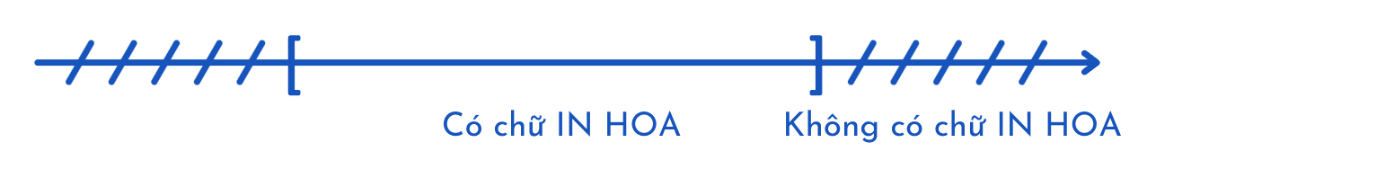 Có chữ IN HOA
Không có chữ IN HOA